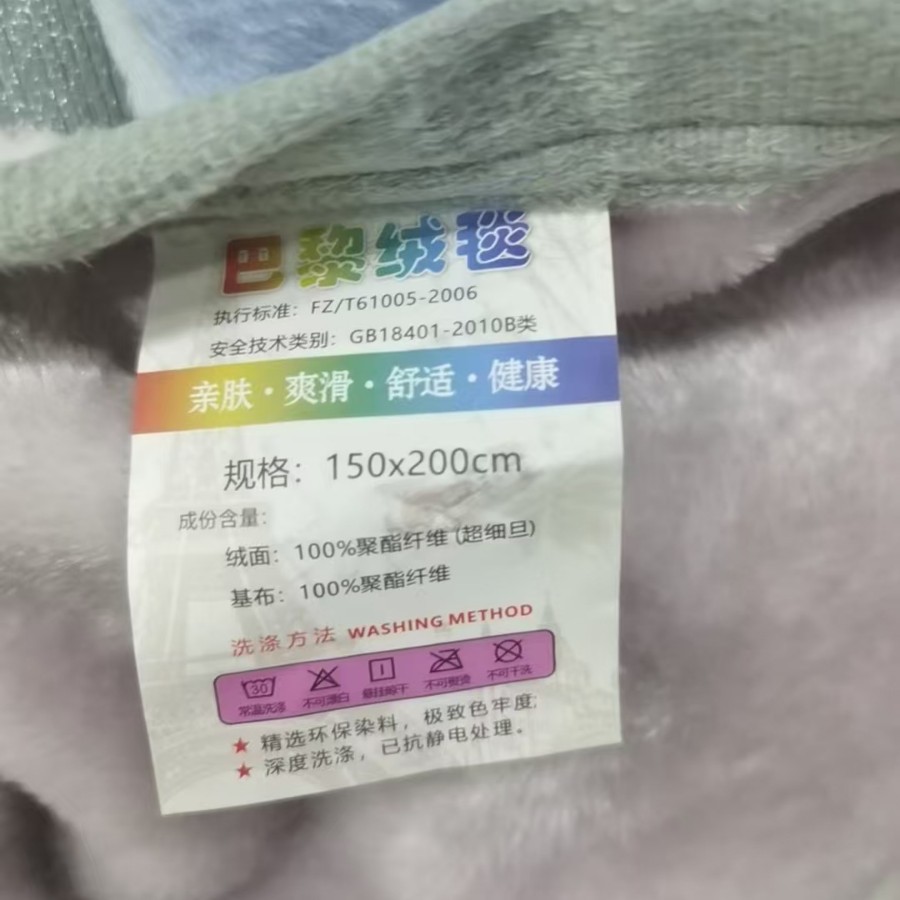 巴黎绒毯
执行标准：FZ/T61005-2006
安全技术类别：GB18401-2010B类
亲肤·爽滑·舒适·健康
规格：150x200cm
成份含量：
绒面：100%聚酯纤维(超细旦)
基布：100%聚酯纤维
洗涤方法 WASHING METHOD
30
常温洗涤 不可漂白 悬挂晾干 不可熨烫 不可干洗
★ 精选环保染料，极致色牢度;
★ 深度洗涤，已抗静电处理。